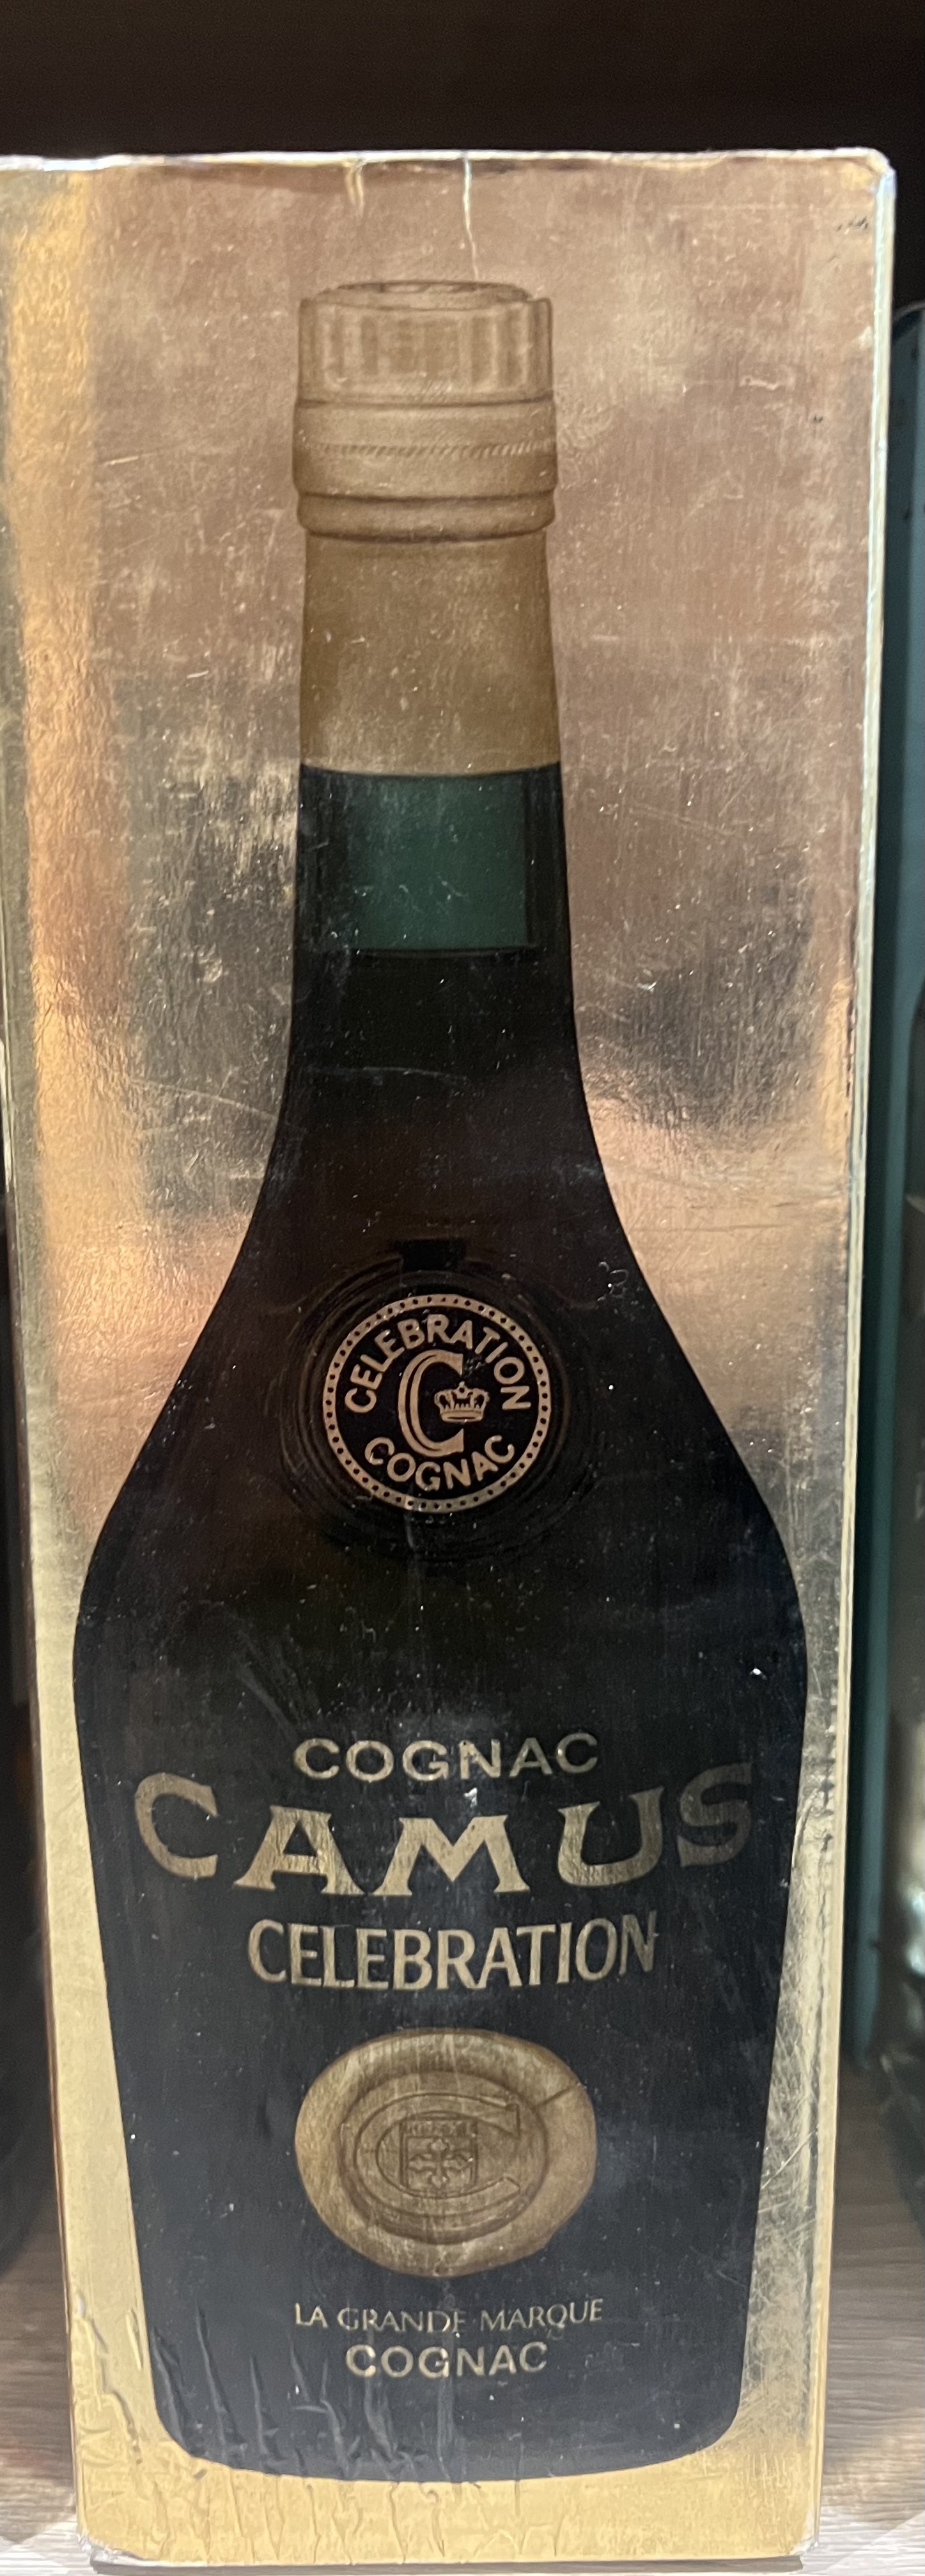 CELEBRATION
C
COGNAC
COGNAC
CAMUS
CELEBRATION
C
LA GRANDE MARQUE
COGNAC